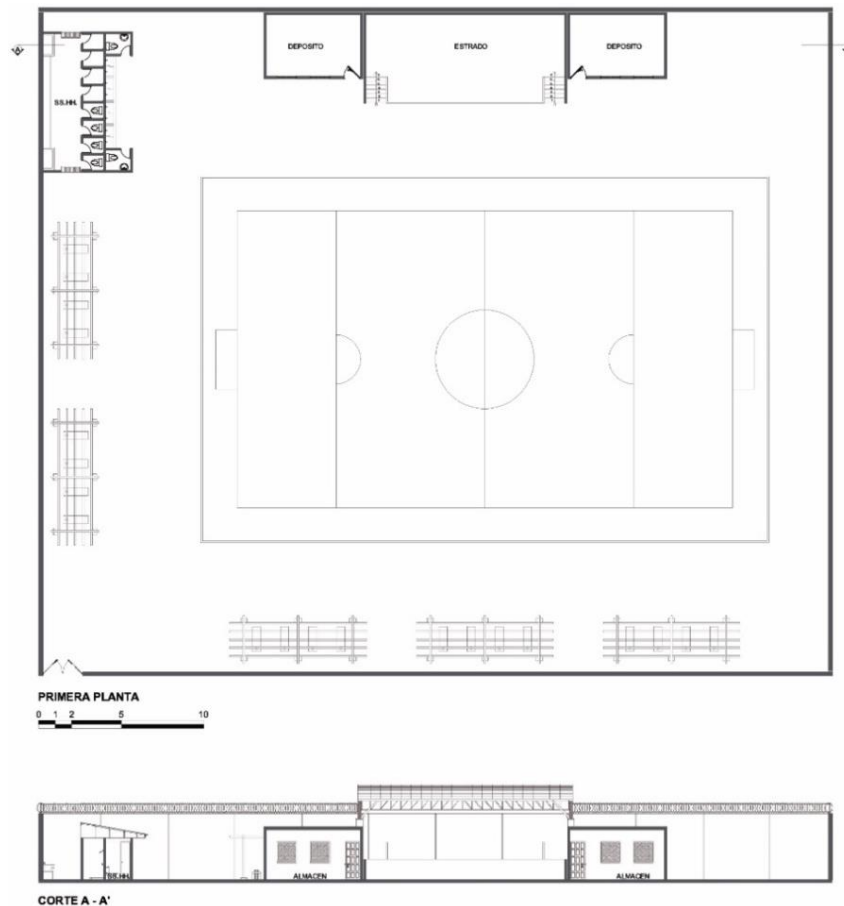 DEPOSITO
ESTRADO
DEPOSITO
SS.HH.
PRIMERA PLANTA
0 1 2 5 10
SS.HH.
ALMACEN
ALMACEN
CORTE A - A'